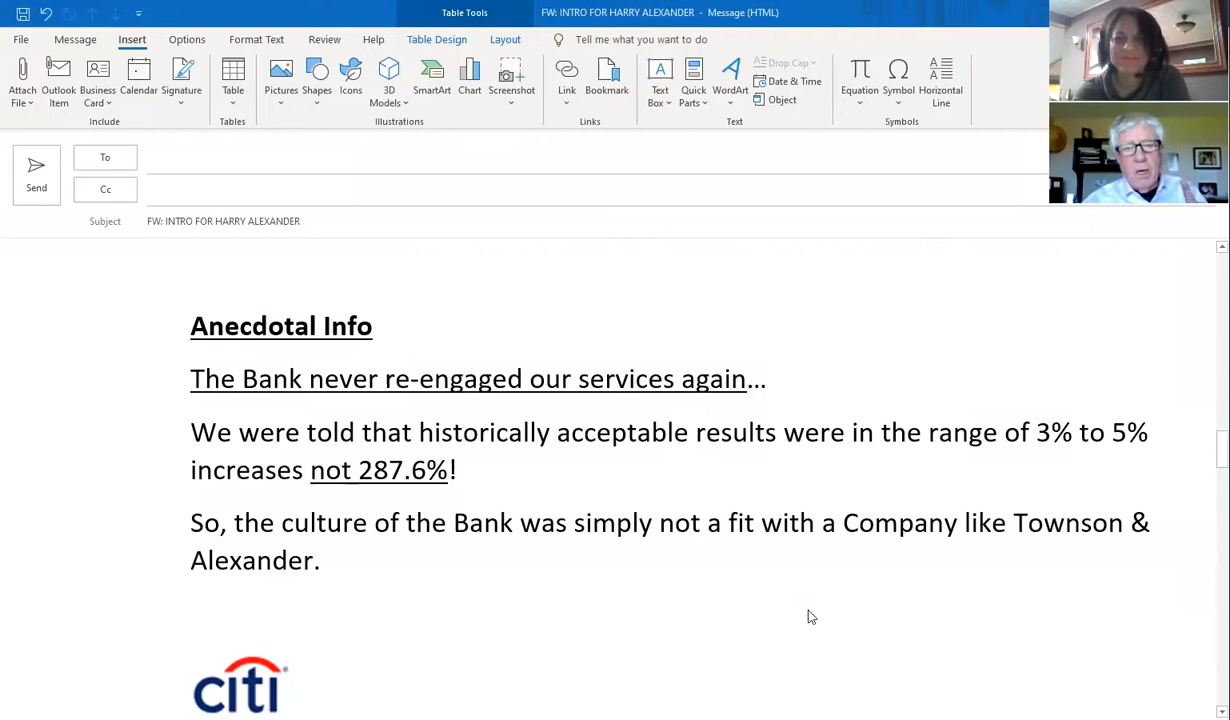 Table Tools
FW: INTRO FOR HARRY ALEXANDER - Message (HTML)
File Message Insert Options Format Text Review Help Table Design Layout Tell me what you want to do
Attach File Outlook Item Business Card Calendar Signature Table Pictures Shapes Icons 3D Models SmartArt Chart Screenshot Link Bookmark Text Box Quick Parts WordArt Drop Cap Date & Time Object Equation Symbol Horizontal Line
Include Tables Illustrations Links Text Symbols
Send
To
Cc
Subject FW: INTRO FOR HARRY ALEXANDER
Anecdotal Info
The Bank never re-engaged our services again...
We were told that historically acceptable results were in the range of 3% to 5%
increases not 287.6%!
So, the culture of the Bank was simply not a fit with a Company like Townson &
Alexander.
citi